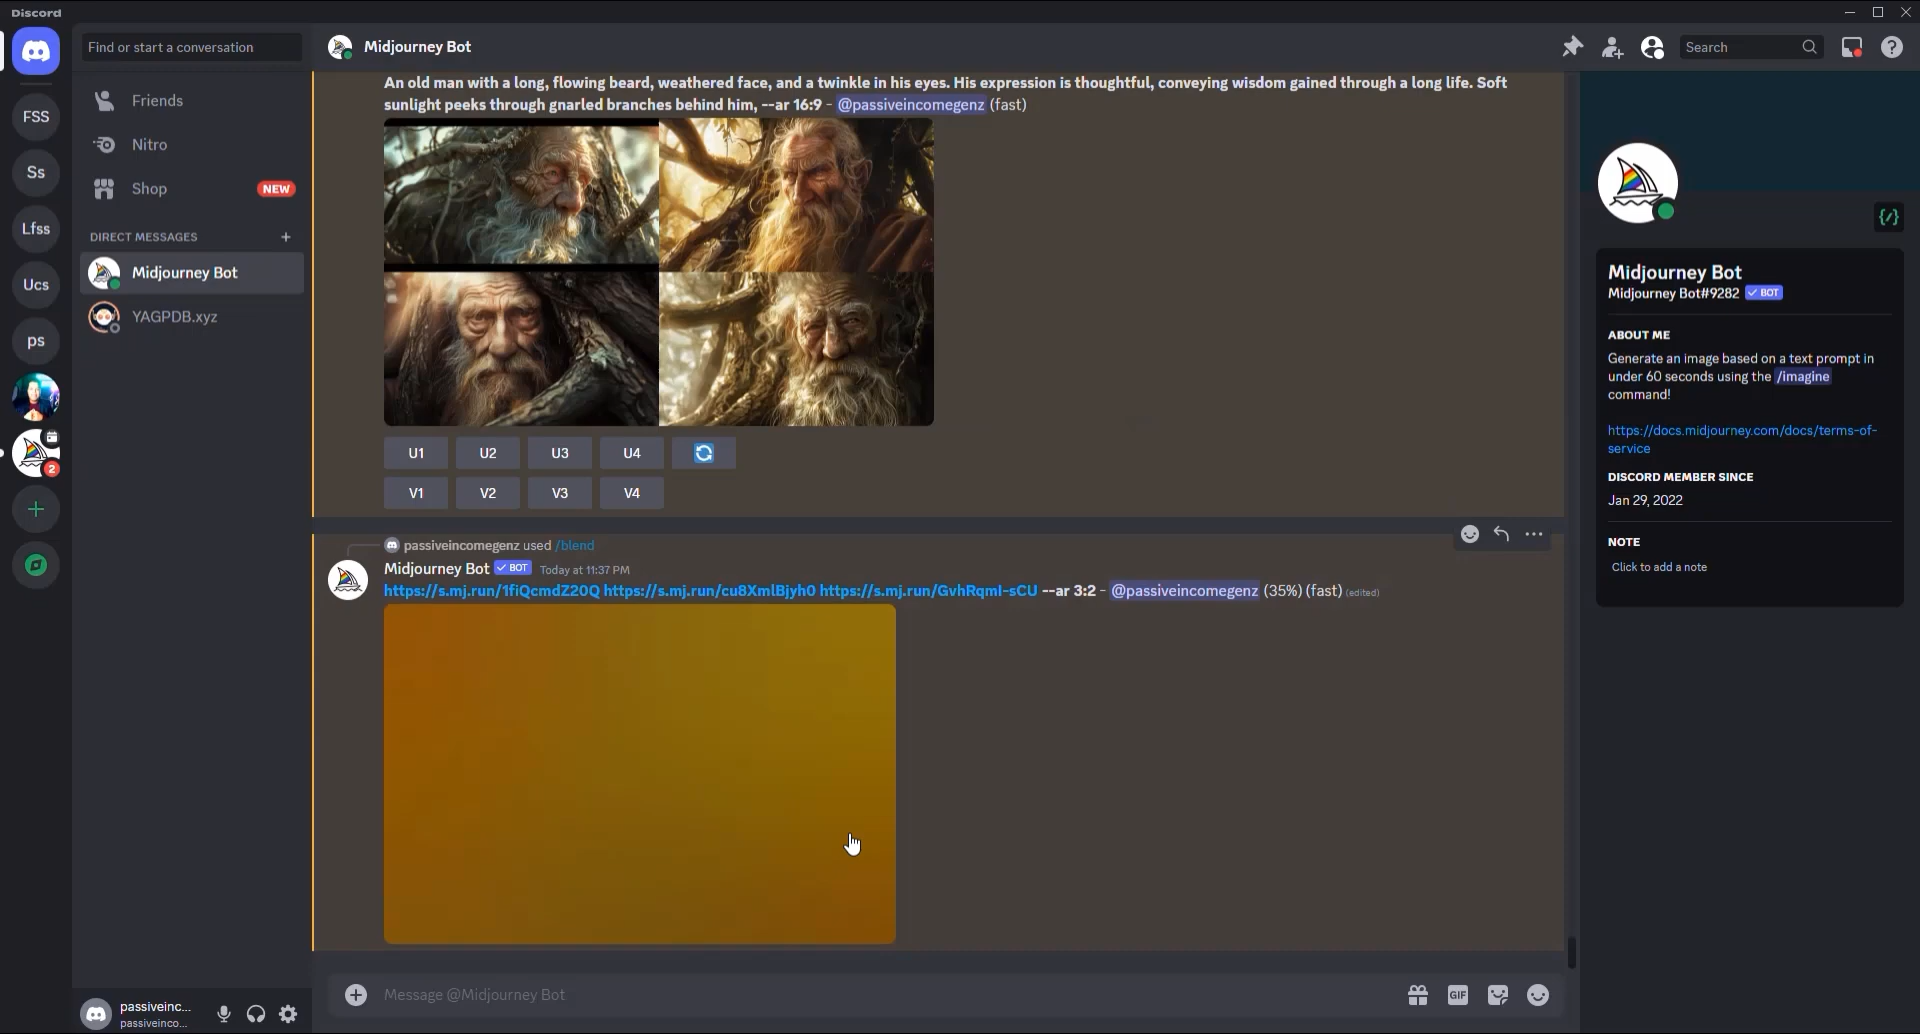 Discord
Find or start a conversation
Midjourney Bot
Search
FSS
Ss
Lfss
Ucs
ps
2
Friends
Nitro
Shop
NEW
DIRECT MESSAGES
Midjourney Bot
YAGPDB.xyz
An old man with a long, flowing beard, weathered face, and a twinkle in his eyes. His expression is thoughtful, conveying wisdom gained through a long life. Soft
sunlight peeks through gnarled branches behind him, --ar 16:9 - @passiveincomegenz (fast)
U1 U2 U3 U4
V1 V2 V3 V4
passiveincomegenz used /blend
Midjourney Bot BOT Today at 11:37 PM
https://s.mj.run/1fiQcmdZ20Q https://s.mj.run/cu8XmlBjyh0 https://s.mj.run/GvhRqmI-sCU --ar 3:2 - @passiveincomegenz (35%) (fast) (edited)
Message @Midjourney Bot
GIF
passiveinc...
passiveinco...
Midjourney Bot
Midjourney Bot#9282 BOT
ABOUT ME
Generate an image based on a text prompt in
under 60 seconds using the /imagine
command!
https://docs.midjourney.com/docs/terms-of-
service
DISCORD MEMBER SINCE
Jan 29, 2022
NOTE
Click to add a note